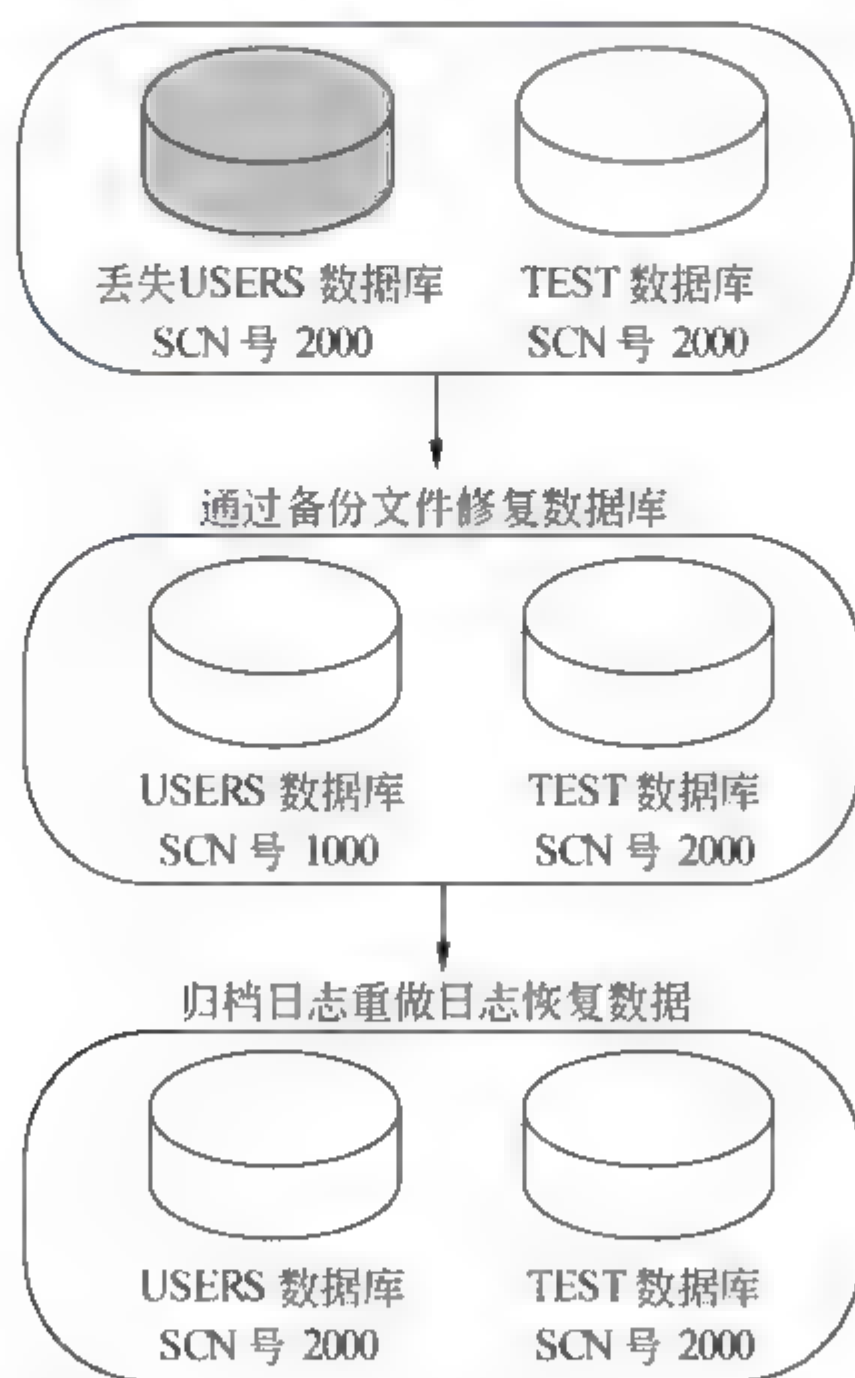 丢失USERS 数据库 TEST 数据库
SCN 号 2000 SCN 号 2000
通过备份文件修复数据库
USERS 数据库 TEST 数据库
SCN 号 1000 SCN 号 2000
归档日志重做日志恢复数据
USERS 数据库 TEST 数据库
SCN 号 2000 SCN 号 2000